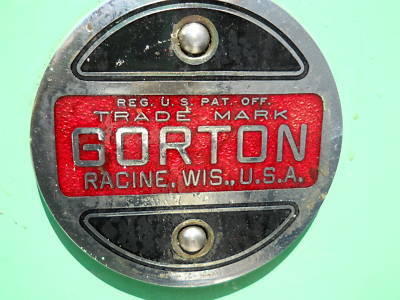 REG. U.S. PAT. OFF.
TRADE MARK
GORTON
RACINE, WIS., U.S.A.